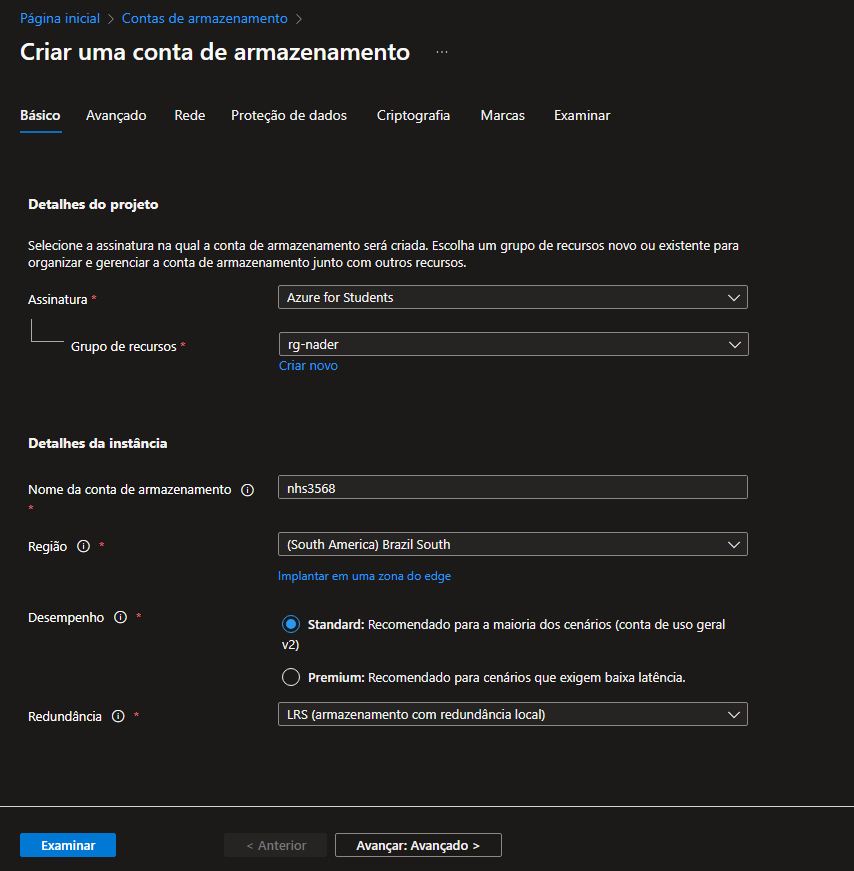 Página inicial > Contas de armazenamento >
Criar uma conta de armazenamento ...
Básico Avançado Rede Proteção de dados Criptografia Marcas Examinar
Detalhes do projeto
Selecione a assinatura na qual a conta de armazenamento será criada. Escolha um grupo de recursos novo ou existente para
organizar e gerenciar a conta de armazenamento junto com outros recursos.
Assinatura *
Azure for Students
Grupo de recursos *
rg-nader
Criar novo
Detalhes da instância
Nome da conta de armazenamento
*
nhs3568
Região *
(South America) Brazil South
Implantar em uma zona do edge
Desempenho *
Standard: Recomendado para a maioria dos cenários (conta de uso geral
v2)
Premium: Recomendado para cenários que exigem baixa latência.
Redundância *
LRS (armazenamento com redundância local)
Examinar < Anterior Avançar: Avançado >